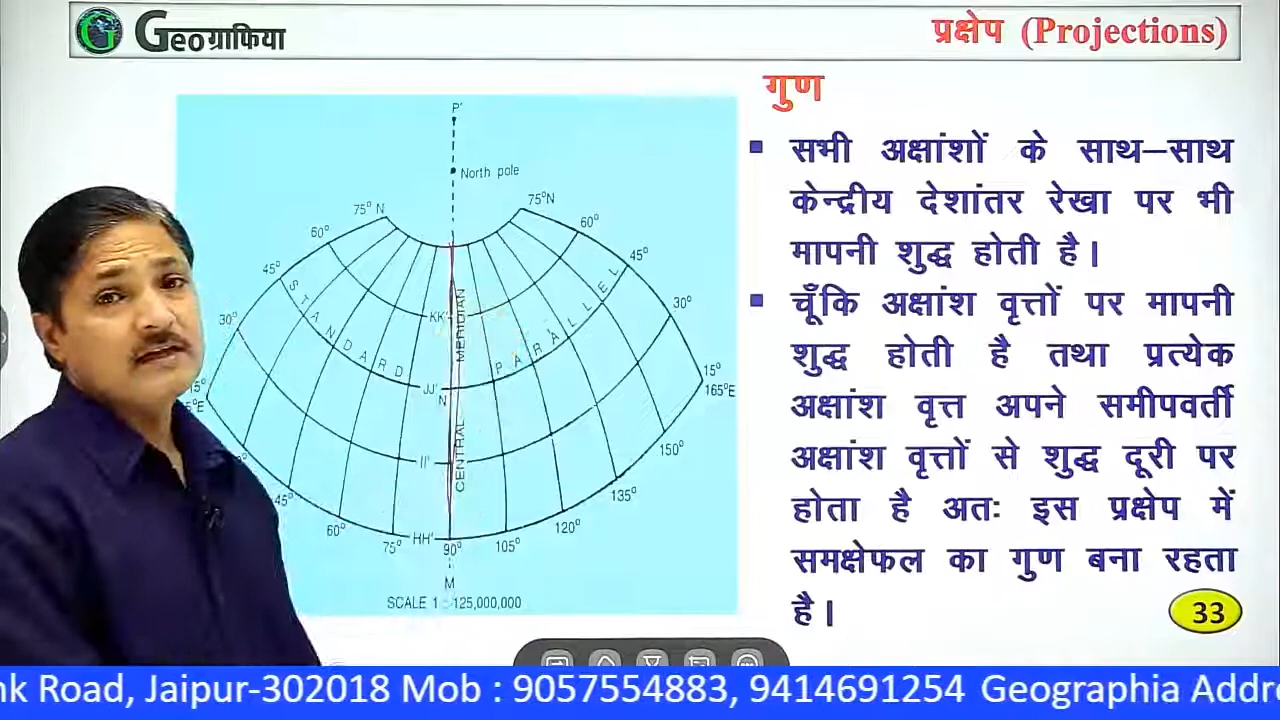 Geoग्राफिया
प्रक्षेप (Projections)
गुण
सभी अक्षांशों के साथ–साथ
केन्द्रीय देशांतर रेखा पर भी
मापनी शुद्ध होती है।
चूँकि अक्षांश वृत्तों पर मापनी
शुद्ध होती है तथा प्रत्येक
अक्षांश वृत्त अपने समीपवर्ती
अक्षांश वृत्तों से शुद्ध दूरी पर
होता है अतः इस प्रक्षेप में
समक्षेफल का गुण बना रहता
है।
33
P'
North pole
75° N
75°N
60°
60°
45°
45°
30°
30°
15°
15°
165°E
STANDARD PARALLEL
CENTRAL MERIDIAN
KK'
JJ'
N
II'
HH'
45°
60°
75°
90°
105°
120°
135°
150°
M
SCALE 1 : 125,000,000
Road, Jaipur-302018 Mob : 9057554883, 9414691254 Geographia